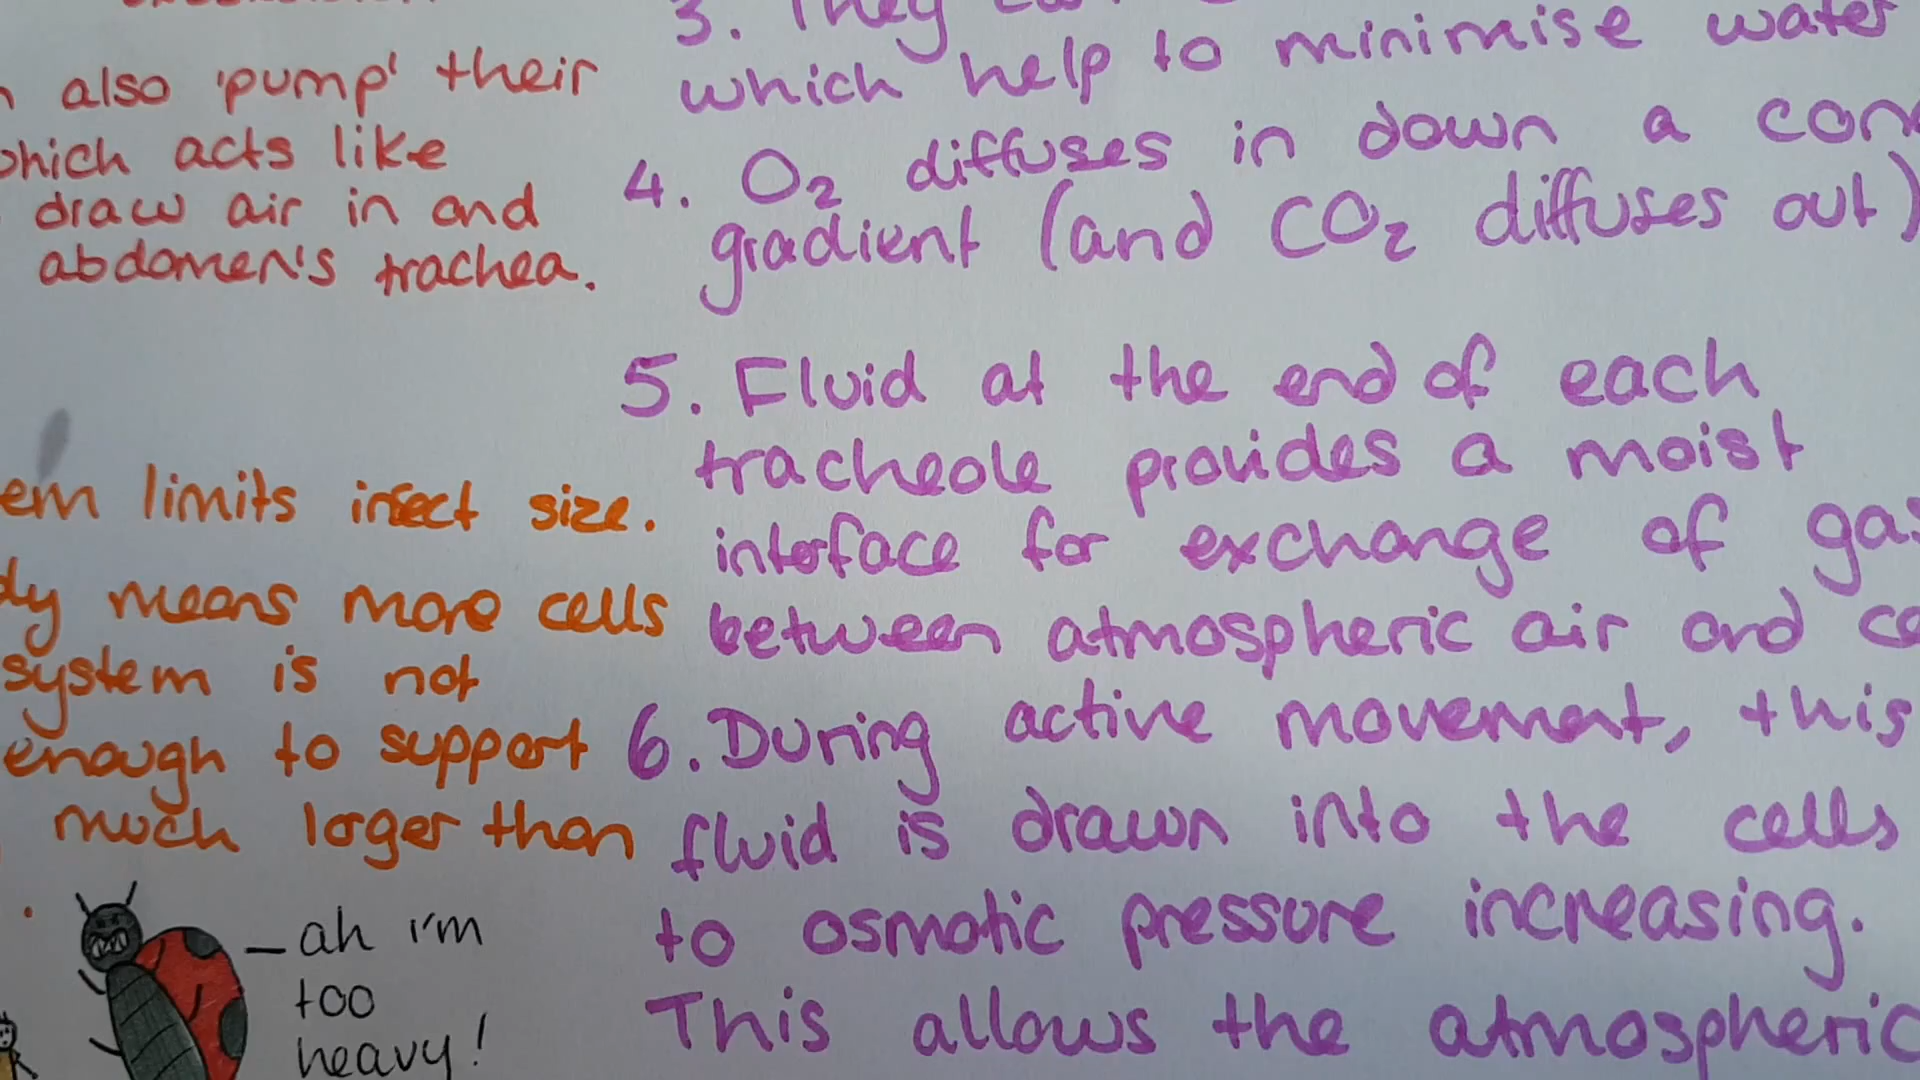 also 'pump' their
which acts like
draw air in and
abdomen's trachea.
limits insect size.
means more cells
system is not
enough to support
much larger than
ah i'm
too
heavy!
3. They
which help to minimise water
4. O₂ diffuses in down a
gradient (and CO₂ diffuses out)
5. Fluid at the end of each
tracheole provides a moist
interface for exchange of
between atmospheric air and
6. During active movement, this
fluid is drawn into the cells
to osmotic pressure increasing.
This allows the atmospheric